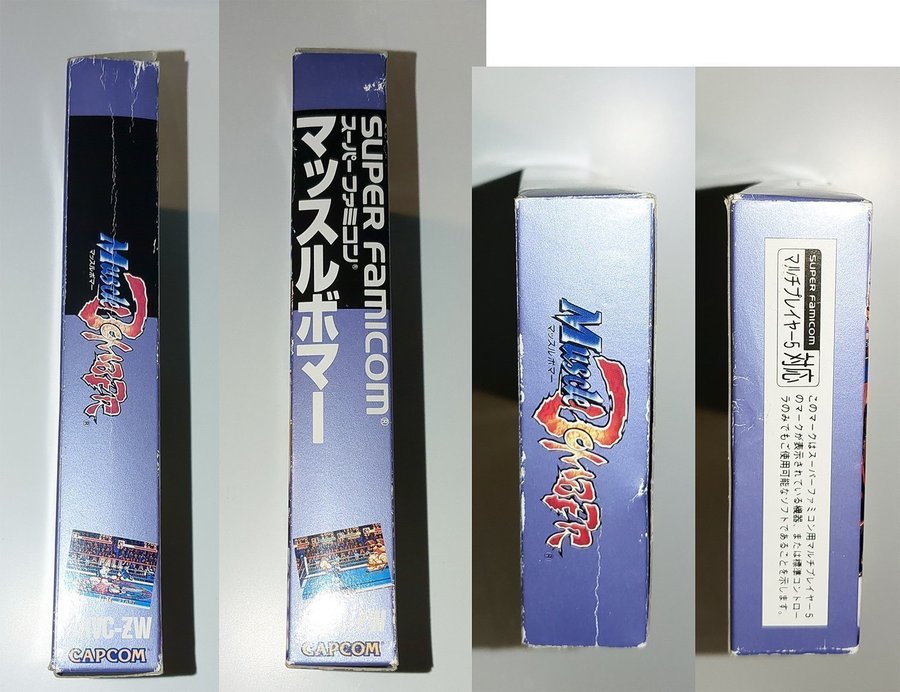 Muscle BOMBER
マッスルボマー
®
SHVC-ZW
CAPCOM
SUPER FAMICOM®
スーパーファミコン®
マッスルボマー
CAPCOM
Muscle BOMBER
マッスルボマー
®
SUPER FAMICOM
マルチプレイヤー5対応
このマークはスーパーファミコン用マルチプレイヤー5
のマークが表示されている機器、または標準コントロー
ラのみでもご使用可能なソフトであることを示します。